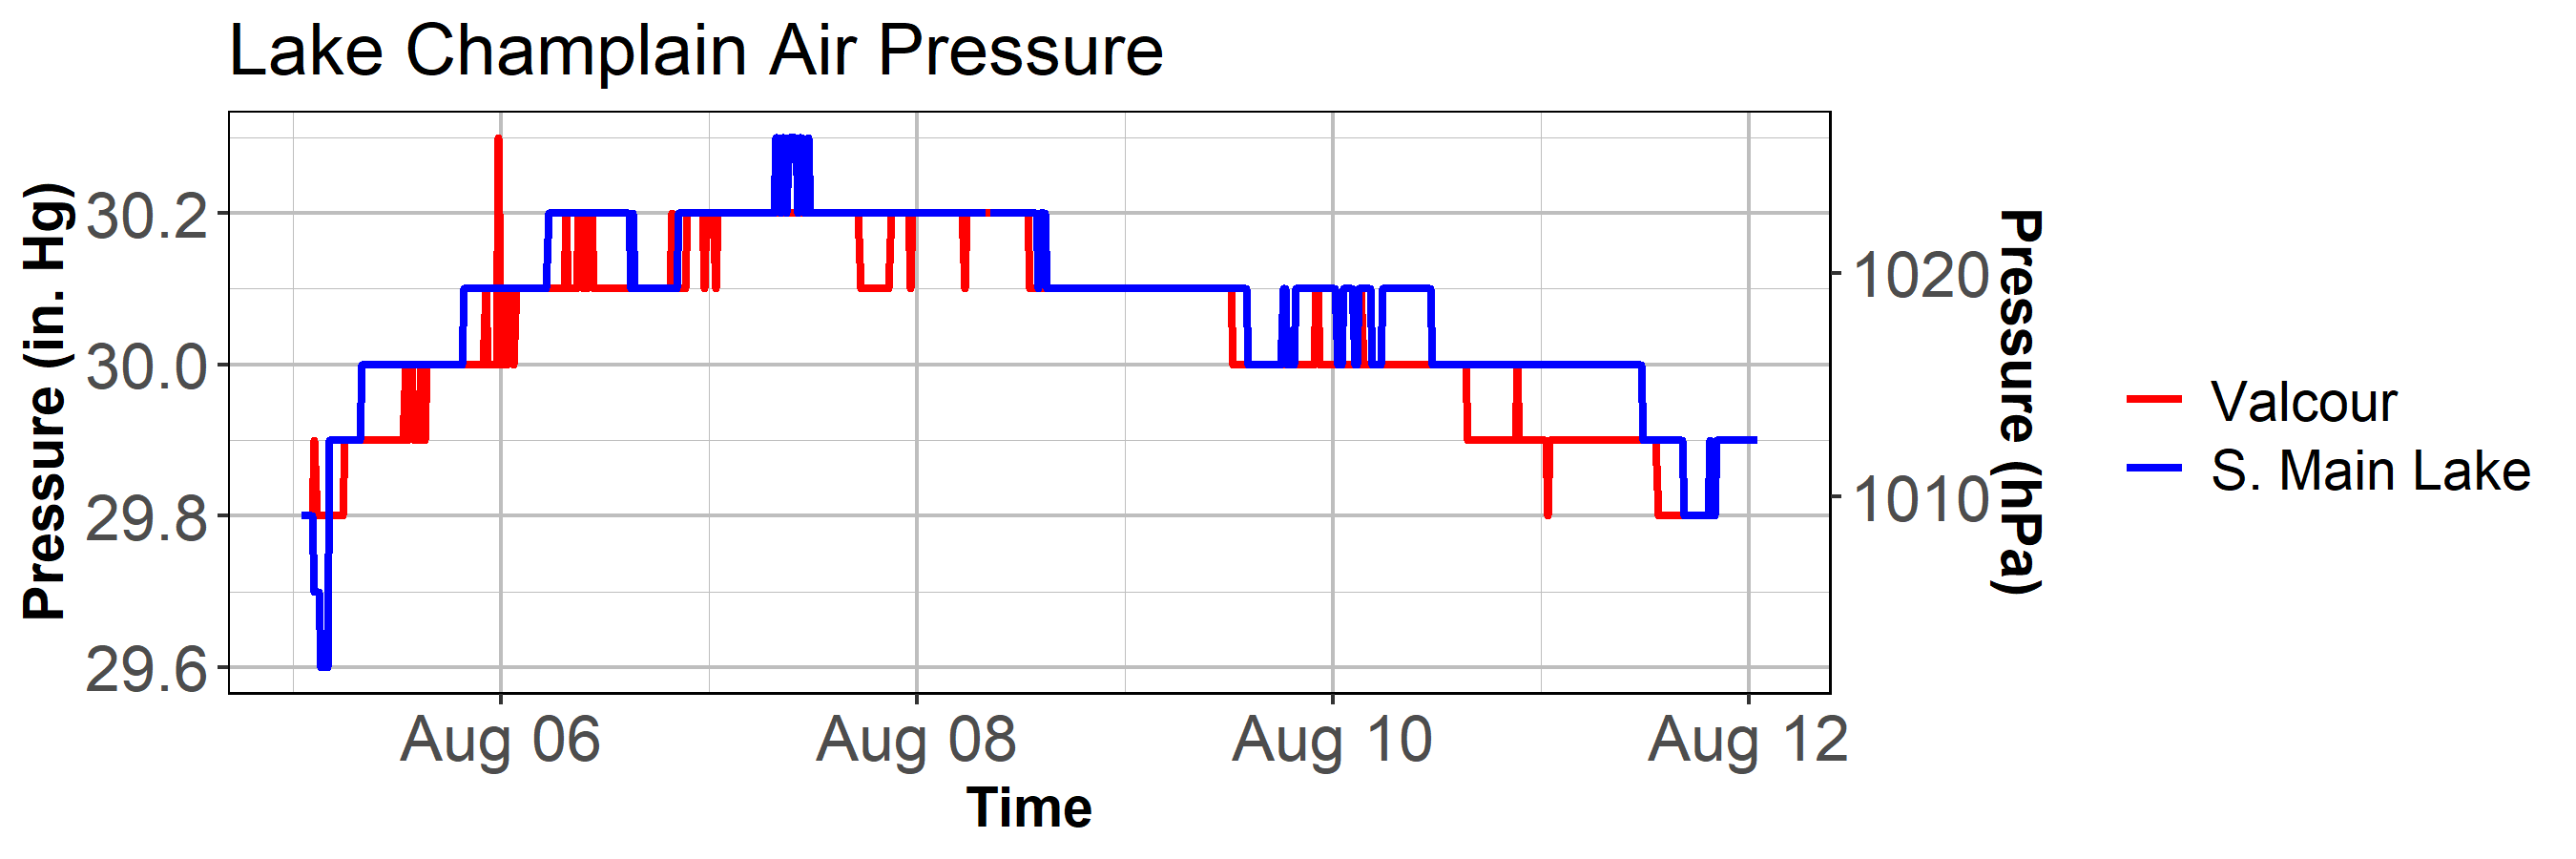 Lake Champlain Air Pressure
Pressure (in. Hg)
30.2
30.0
29.8
29.6
Aug 06
Aug 08
Aug 10
Aug 12
Time
1020
1010
Pressure (hPa)
Valcour
S. Main Lake